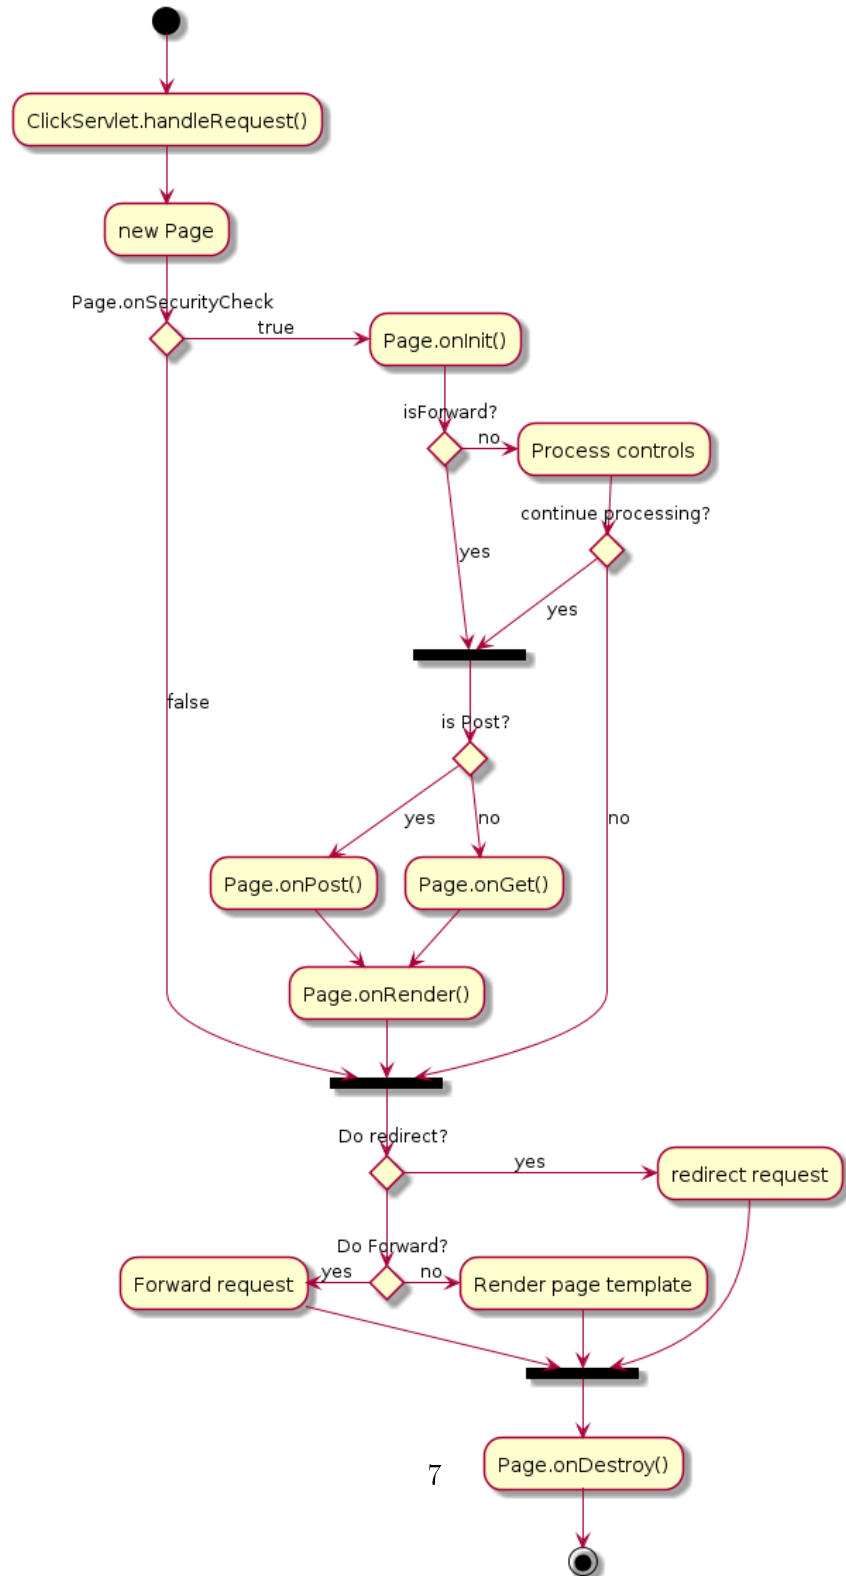 ClickServlet.handleRequest()
new Page
Page.onSecurityCheck
true
Page.onInit()
isForward?
no
Process controls
continue processing?
yes
yes
false
is Post?
yes
no
no
Page.onPost()
Page.onGet()
Page.onRender()
Do redirect?
yes
redirect request
Do Forward?
yes
no
Forward request
Render page template
Page.onDestroy()
7